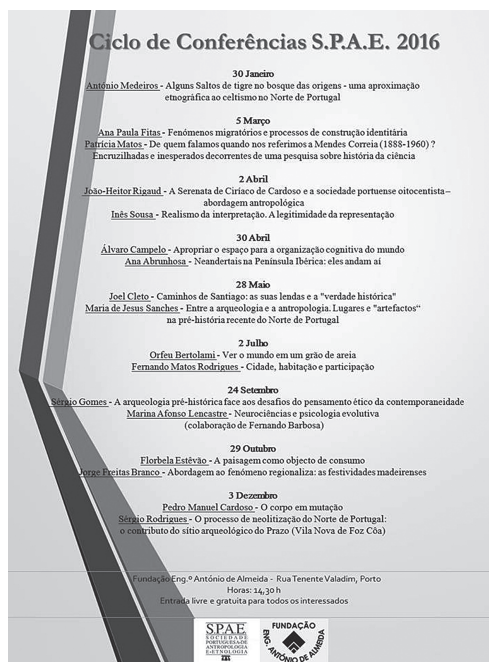 Ciclo de Conferências S.P.A.E. 2016
30 Janeiro
António Medeiros - Alguns Saltos de tigre no bosque das origens - uma aproximação
etnográfica ao celtismo no Norte de Portugal
5 Março
Ana Paula Fitas - Fenómenos migratórios e processos de construção identitária
Patrícia Matos - De quem falamos quando nos referimos a Mendes Correia (1888-1960) ?
Encruzilhadas e inesperados decorrentes de uma pesquisa sobre história da ciência
2 Abril
João-Heitor Rigaud - A Serenata de Ciríaco de Cardoso e a sociedade portuense oitocentista–
abordagem antropológica
Inês Sousa - Realismo da interpretação. A legitimidade da representação
30 Abril
Álvaro Campelo - Apropriar o espaço para a organização cognitiva do mundo
Ana Abrunhosa - Neandertais na Península Ibérica: eles andam aí
28 Maio
Joel Cleto - Caminhos de Santiago: as suas lendas e a "verdade histórica"
Maria de Jesus Sanches - Entre a arqueologia e a antropologia. Lugares e "artefactos“
na pré-história recente do Norte de Portugal
2 Julho
Orfeu Bertolami - Ver o mundo em um grão de areia
Fernando Matos Rodrigues - Cidade, habitação e participação
24 Setembro
Sérgio Gomes - A arqueologia pré-histórica face aos desafios do pensamento ético da contemporaneidade
Marina Afonso Lencastre - Neurociências e psicologia evolutiva
(colaboração de Fernando Barbosa)
29 Outubro
Florbela Estêvão - A paisagem como objecto de consumo
Jorge Freitas Branco - Abordagem ao fenómeno regionaliza: as festividades madeirenses
3 Dezembro
Pedro Manuel Cardoso - O corpo em mutação
Sérgio Rodrigues - O processo de neolitização do Norte de Portugal:
o contributo do sítio arqueológico do Prazo (Vila Nova de Foz Côa)
Fundação Eng.º António de Almeida - Rua Tenente Valadim, Porto
Horas: 14,30 h
Entrada livre e gratuita para todos os interessados
S.P.A.E.
SOCIEDADE
PORTUGUESA DE
ANTROPOLOGIA
E ETNOLOGIA
FUNDAÇÃO
ENG. ANTÓNIO DE ALMEIDA